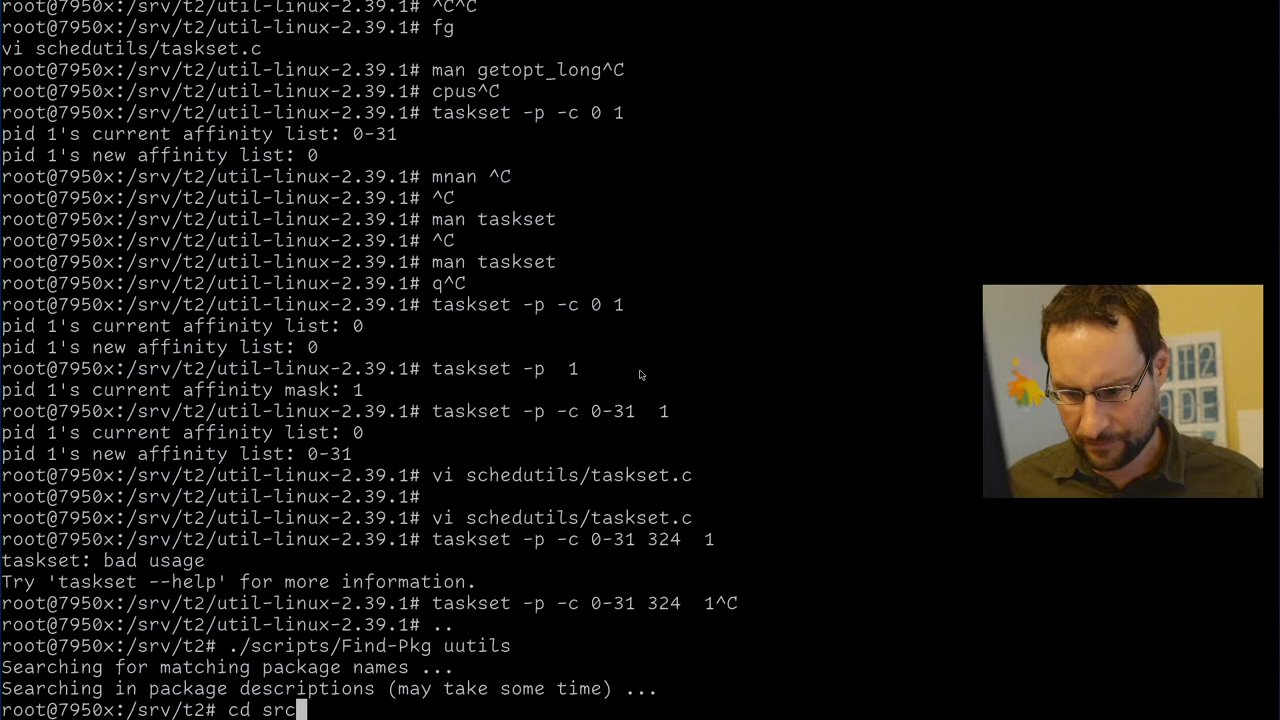 root@7950x:/srv/t2/util-linux-2.39.1# ^C^C
root@7950x:/srv/t2/util-linux-2.39.1# fg
vi schedutils/taskset.c
root@7950x:/srv/t2/util-linux-2.39.1# man getopt_long^C
root@7950x:/srv/t2/util-linux-2.39.1# cpus^C
root@7950x:/srv/t2/util-linux-2.39.1# taskset -p -c 0 1
pid 1's current affinity list: 0-31
pid 1's new affinity list: 0
root@7950x:/srv/t2/util-linux-2.39.1# mnan ^C
root@7950x:/srv/t2/util-linux-2.39.1# ^C
root@7950x:/srv/t2/util-linux-2.39.1# man taskset
root@7950x:/srv/t2/util-linux-2.39.1# ^C
root@7950x:/srv/t2/util-linux-2.39.1# man taskset
root@7950x:/srv/t2/util-linux-2.39.1# q^C
root@7950x:/srv/t2/util-linux-2.39.1# taskset -p -c 0 1
pid 1's current affinity list: 0
pid 1's new affinity list: 0
root@7950x:/srv/t2/util-linux-2.39.1# taskset -p  1
pid 1's current affinity mask: 1
root@7950x:/srv/t2/util-linux-2.39.1# taskset -p -c 0-31  1
pid 1's current affinity list: 0
pid 1's new affinity list: 0-31
root@7950x:/srv/t2/util-linux-2.39.1# vi schedutils/taskset.c
root@7950x:/srv/t2/util-linux-2.39.1#
root@7950x:/srv/t2/util-linux-2.39.1# vi schedutils/taskset.c
root@7950x:/srv/t2/util-linux-2.39.1# taskset -p -c 0-31 324  1
taskset: bad usage
Try 'taskset --help' for more information.
root@7950x:/srv/t2/util-linux-2.39.1# taskset -p -c 0-31 324  1^C
root@7950x:/srv/t2/util-linux-2.39.1# ..
root@7950x:/srv/t2# ./scripts/Find-Pkg uutils
Searching for matching package names ...
Searching in package descriptions (may take some time) ...
root@7950x:/srv/t2# cd src
T2